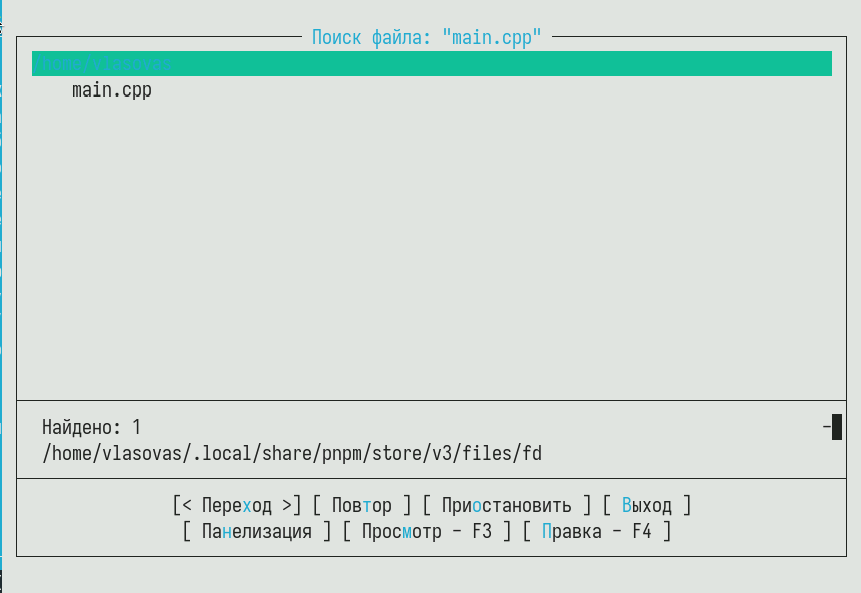 Поиск файла: "main.cpp"
/home/vlasovas
main.cpp
Найдено: 1
/home/vlasovas/.local/share/pnpm/store/v3/files/fd
[< Переход >] [ Повтор ] [ Приостановить ] [ Выход ]
[ Панелизация ] [ Просмотр - F3 ] [ Правка - F4 ]